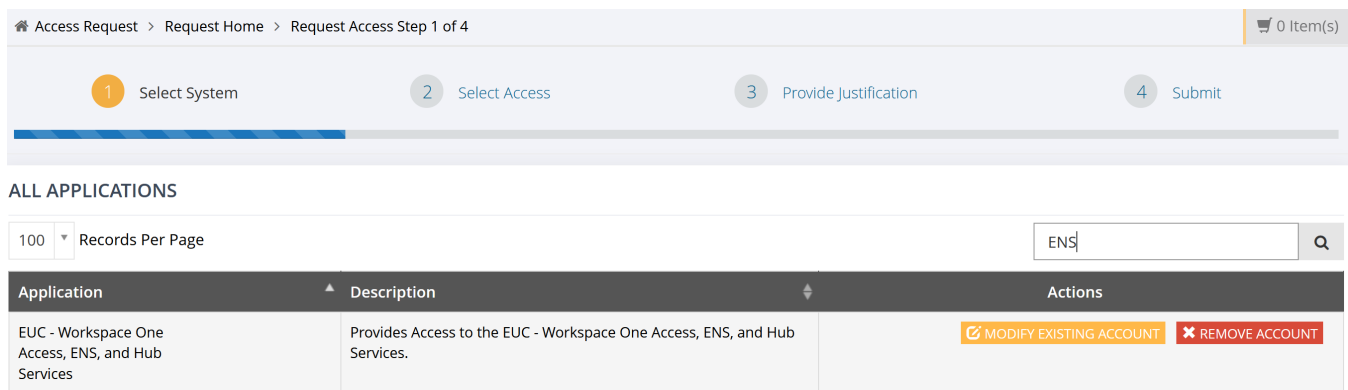 Access Request > Request Home > Request Access Step 1 of 4
0 Item(s)
1 Select System
2 Select Access
3 Provide Justification
4 Submit
ALL APPLICATIONS
100 Records Per Page
ENS
Application
Description
Actions
EUC - Workspace One
Access, ENS, and Hub
Services
Provides Access to the EUC - Workspace One Access, ENS, and Hub
Services.
MODIFY EXISTING ACCOUNT
REMOVE ACCOUNT